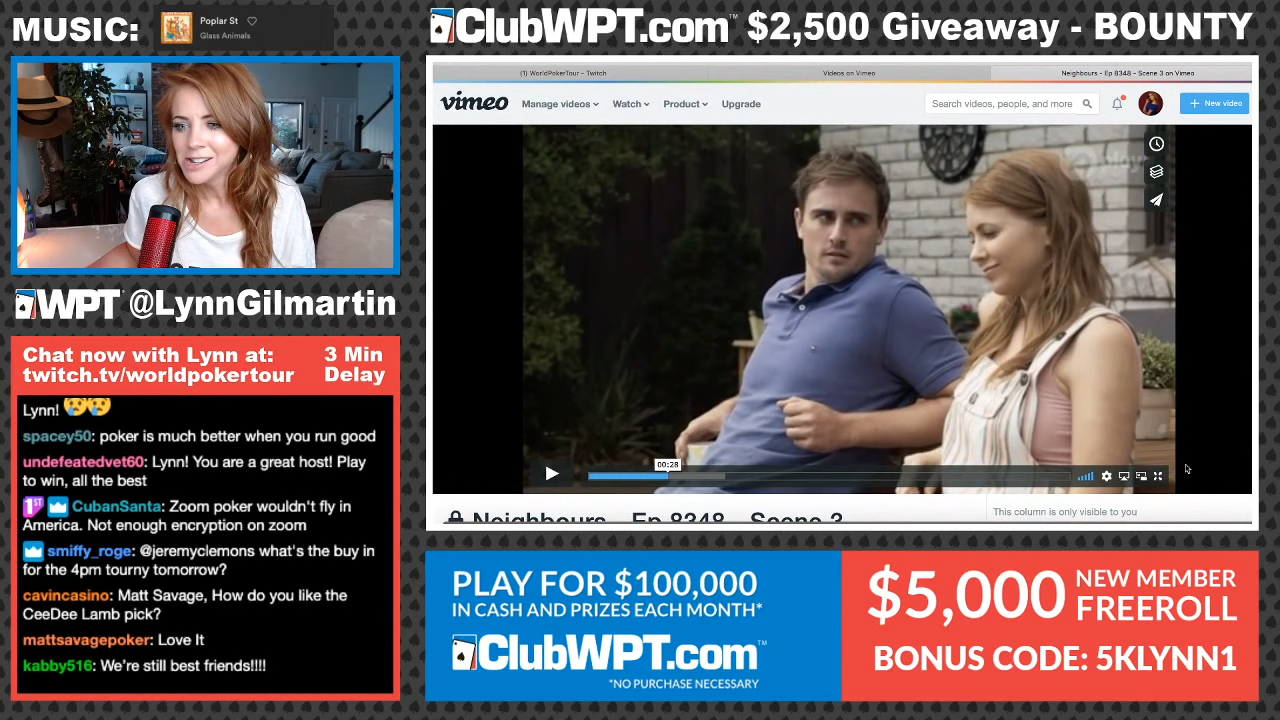 MUSIC:
Poplar St
Glass Animals
ClubWPT.com™ $2,500 Giveaway - BOUNTY
(1) WorldPokerTour - Twitch
Videos on Vimeo
Neighbours - Ep 8348 - Scene 3 on Vimeo
vimeo Manage videos Watch Product Upgrade
Search videos, people, and more
+ New video
00:28
Neighbours - Ep 8348 - Scene 3
This column is only visible to you
WPT @LynnGilmartin
Chat now with Lynn at:
twitch.tv/worldpokertour
3 Min
Delay
Lynn!
spacey50: poker is much better when you run good
undefeatedvet60: Lynn! You are a great host! Play
to win, all the best
1ST CubanSanta: Zoom poker wouldn't fly in
America. Not enough encryption on zoom
smiffy_roge: @jeremyclemons what's the buy in
for the 4pm tourny tomorrow?
cavincasino: Matt Savage, How do you like the
CeeDee Lamb pick?
mattsavagepoker: Love It
kabby516: We're still best friends!!!!
PLAY FOR $100,000
IN CASH AND PRIZES EACH MONTH*
ClubWPT.com™
*NO PURCHASE NECESSARY
$5,000 NEW MEMBER
FREEROLL
BONUS CODE: 5KLYNN1